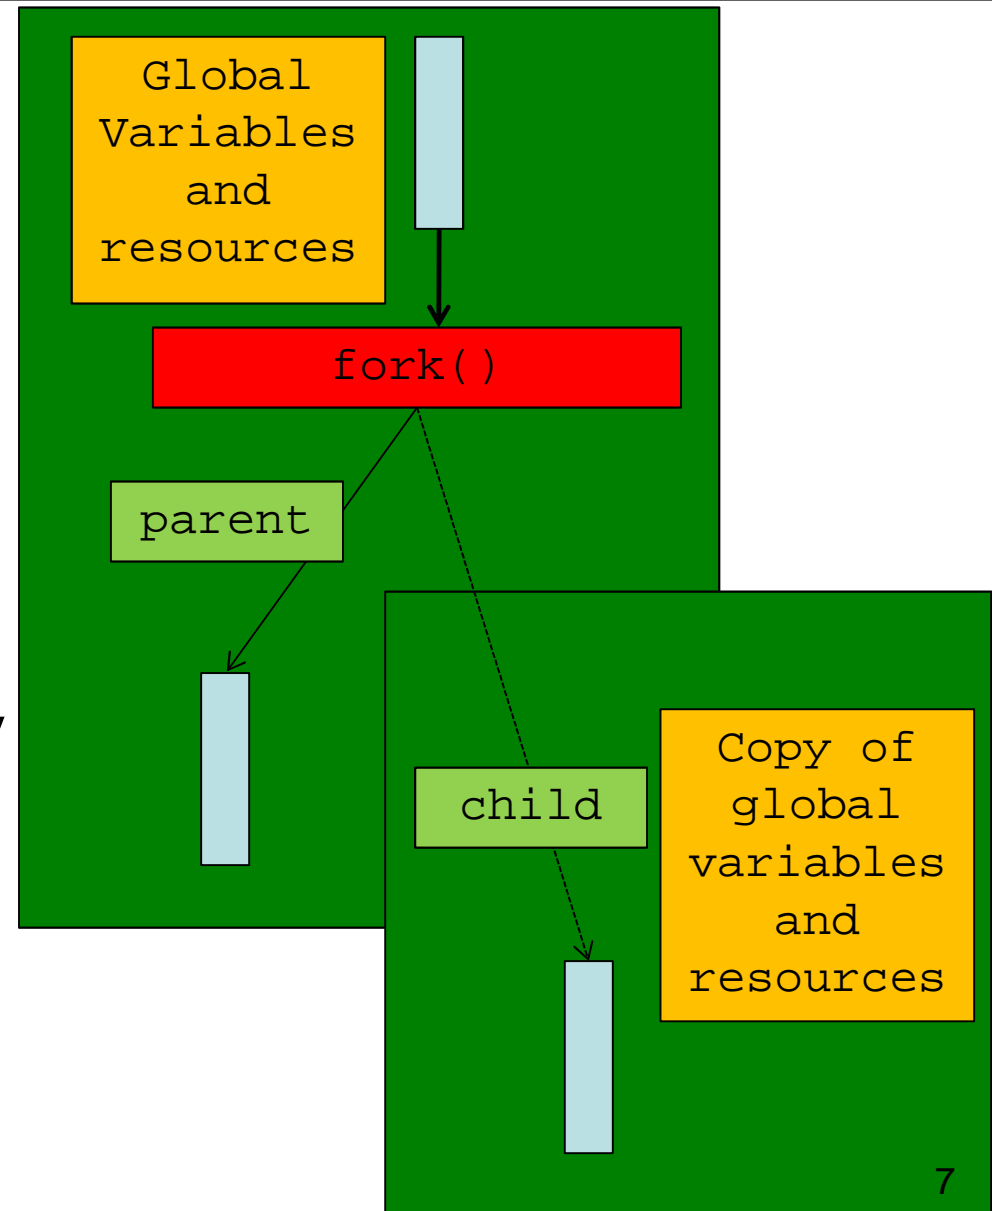 Global
Variables
and
resources
fork()
parent
child
Copy of
global
variables
and
resources
7